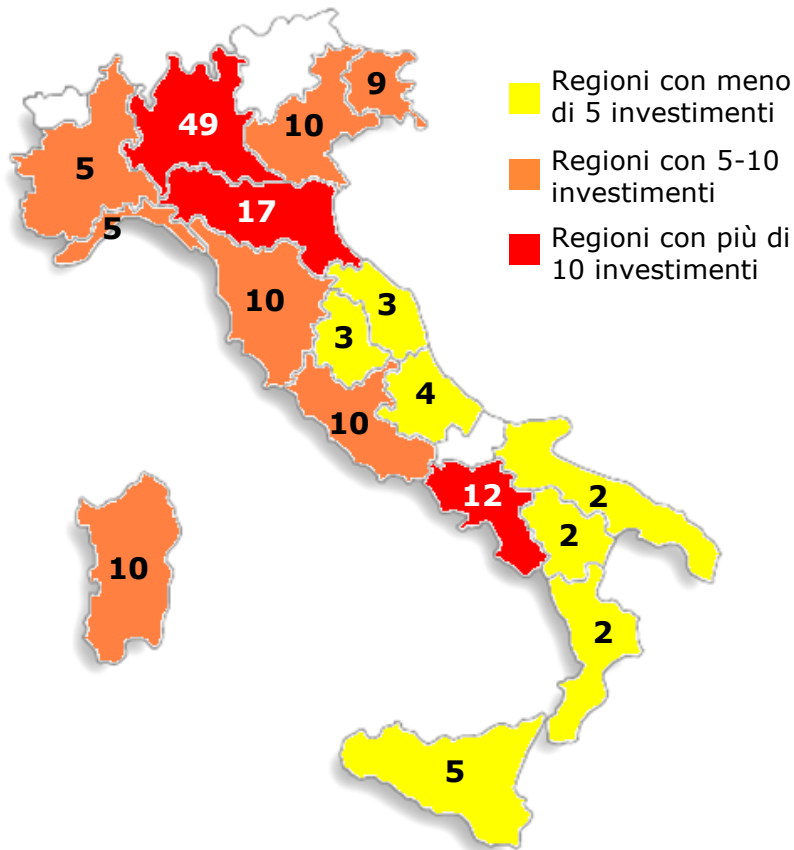 Regioni con meno
di 5 investimenti
Regioni con 5-10
investimenti
Regioni con più di
10 investimenti
9
49
10
5
17
5
10
3
3
4
10
12
2
2
10
2
5